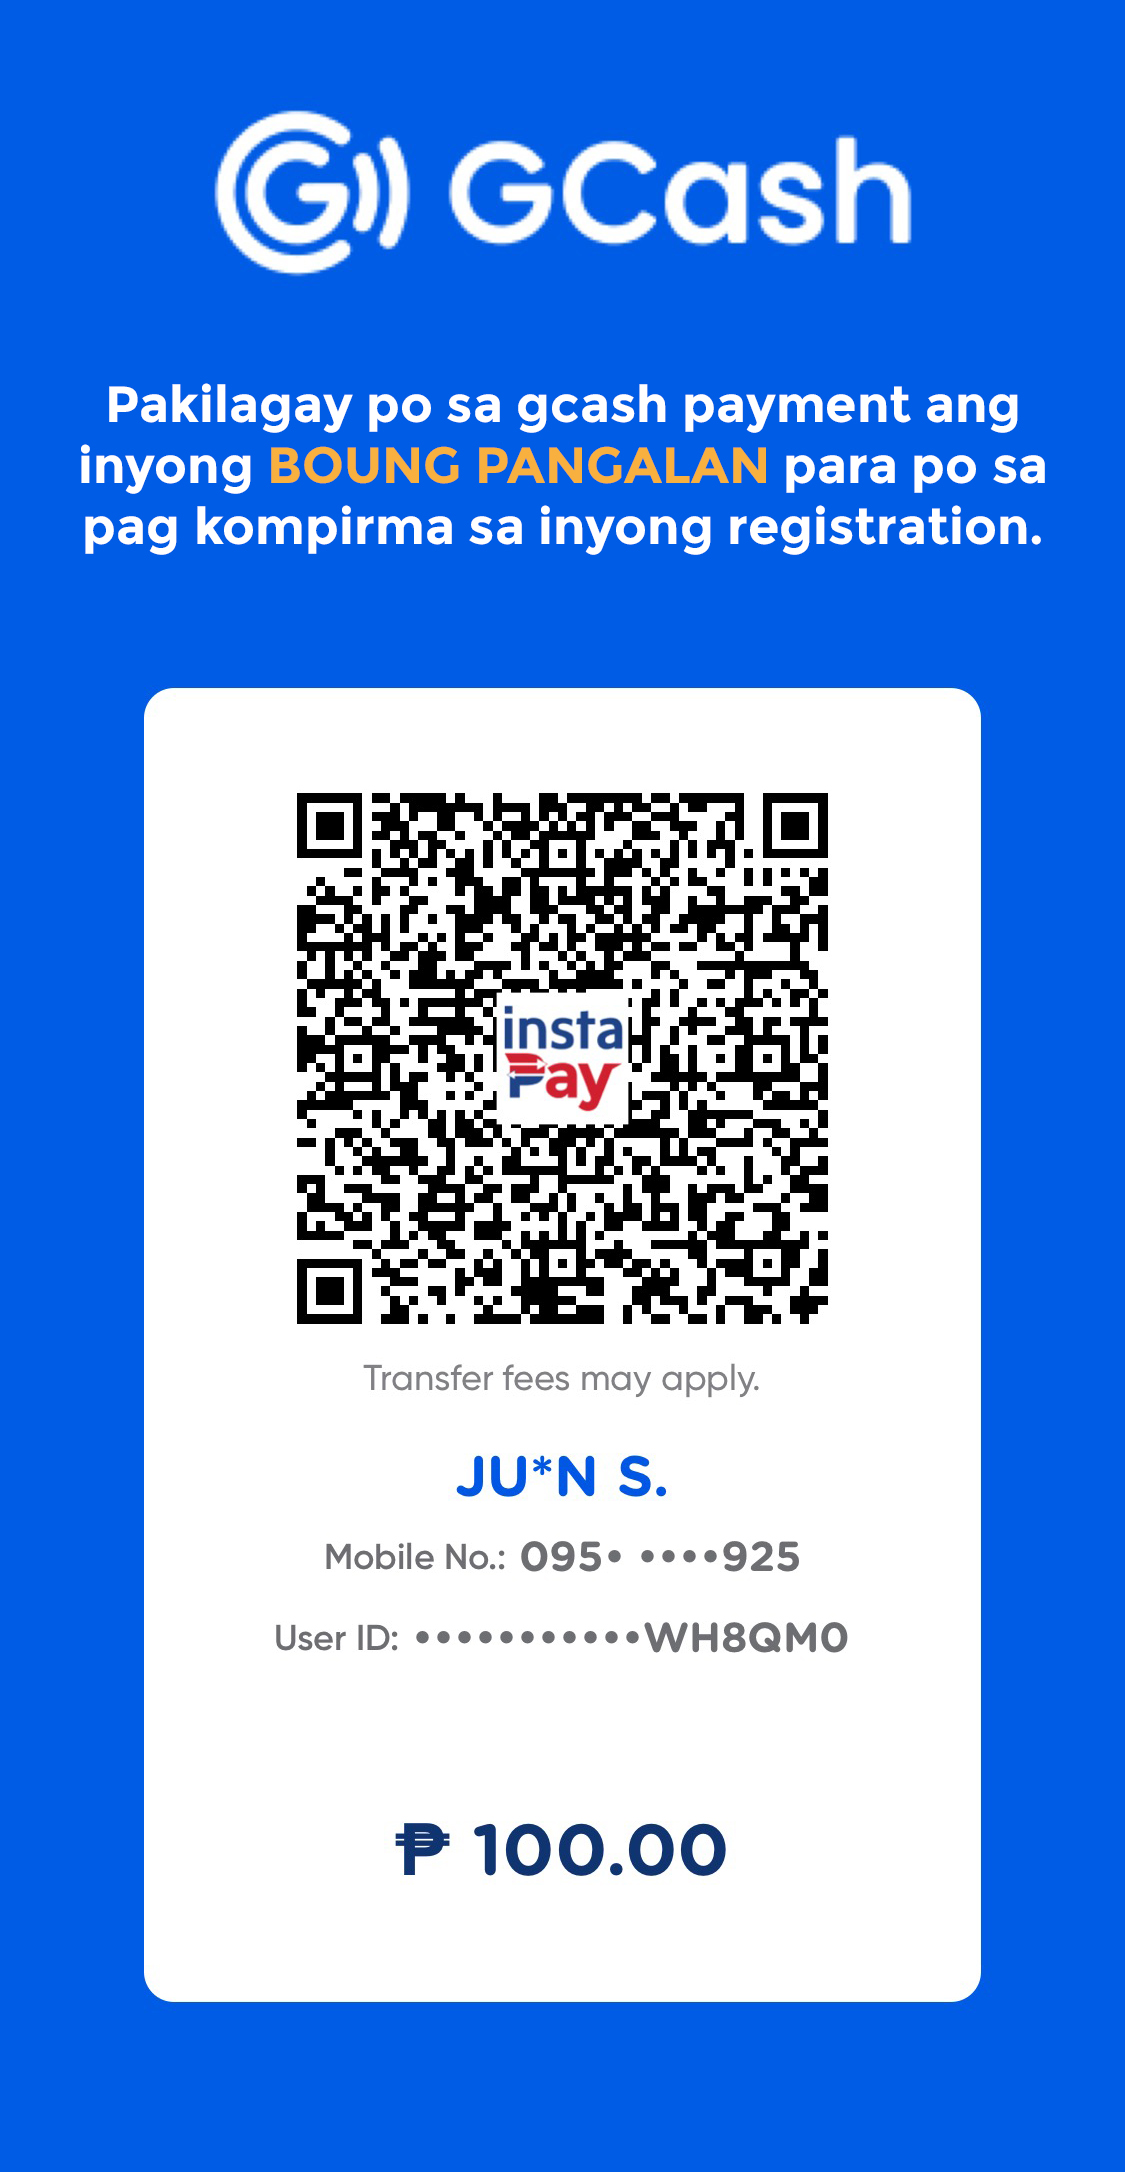 GCash
Pakilagay po sa gcash payment ang
inyong BOUNG PANGALAN para po sa
pag kompirma sa inyong registration.
insta
Pay
Transfer fees may apply.
JU*N S.
Mobile No.: 095• ••••925
User ID: •••••••••••WH8QM0
₱ 100.00